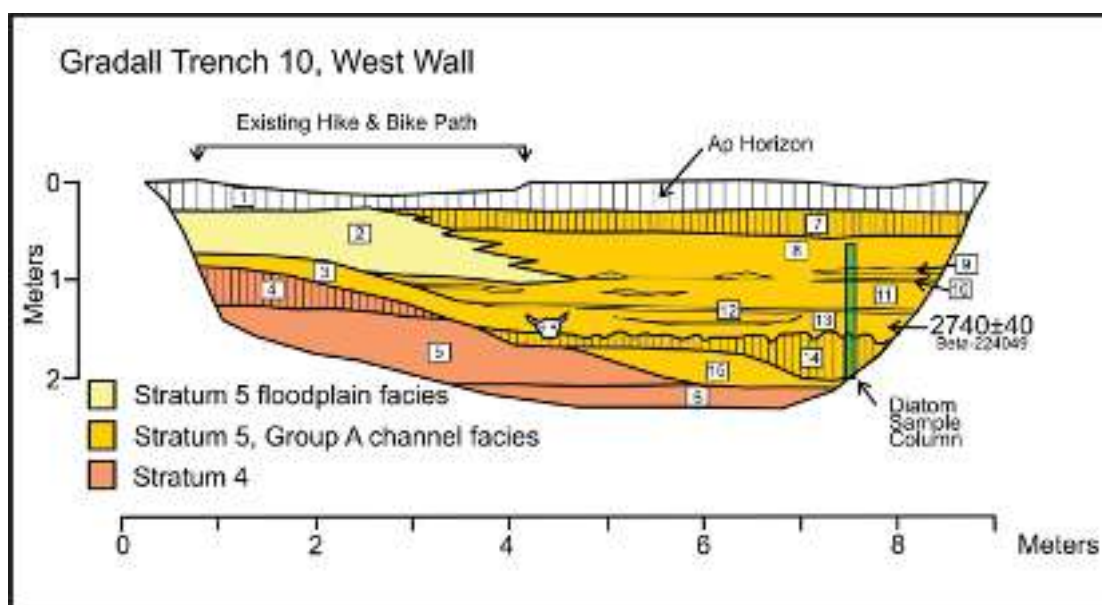 Gradall Trench 10, West Wall
Existing Hike & Bike Path
Ap Horizon
0
1
2
Meters
1
2
3
4
5
6
7
8
9
10
11
12
13
14
15
2740±40
Beta-224049
Diatom
Sample
Column
Stratum 5 floodplain facies
Stratum 5, Group A channel facies
Stratum 4
0
2
4
6
8
Meters